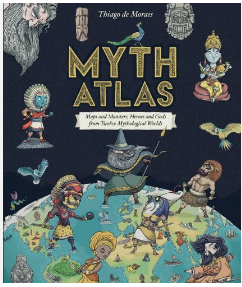 Thiago de Moraes
MYTH
ATLAS
Maps and Monsters, Heroes and Gods
from Twelve Mythological Worlds